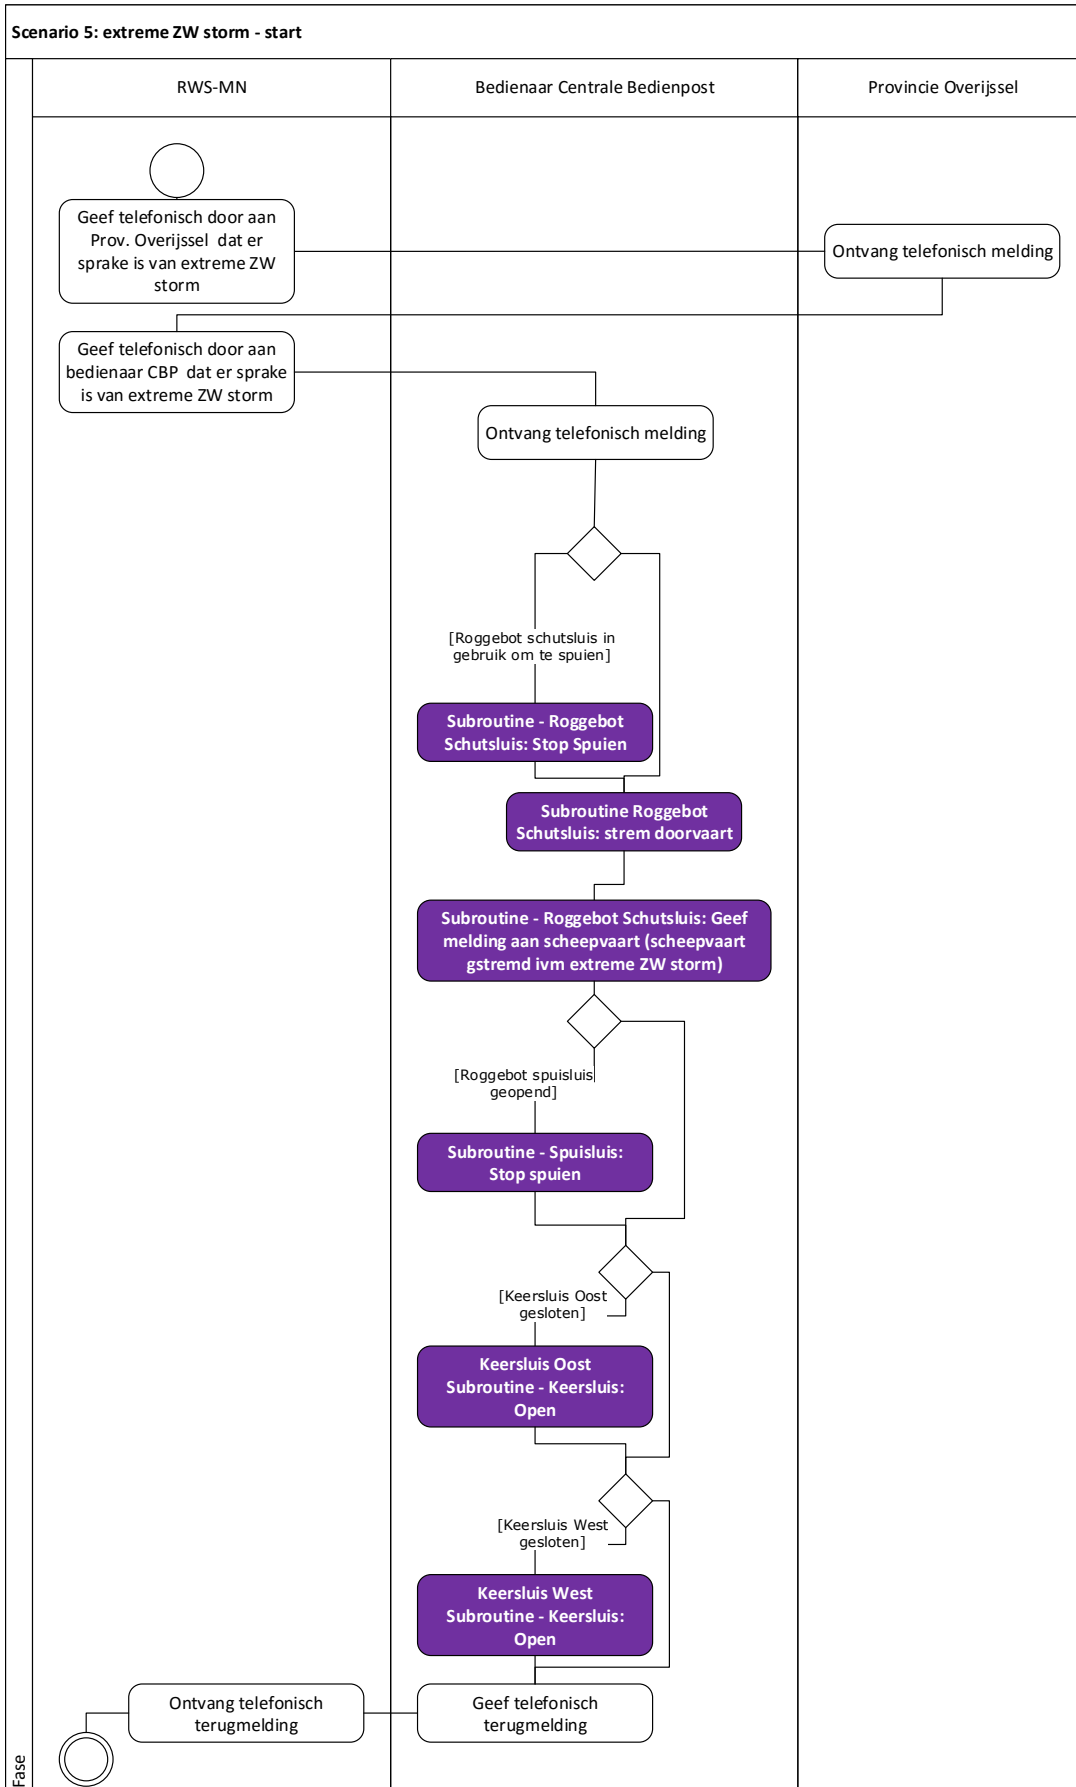 Scenario 5: extreme ZW storm - start
RWS-MN
Bedienaar Centrale Bedienpost
Provincie Overijssel
Geef telefonisch door aan
Prov. Overijssel  dat er
sprake is van extreme ZW
storm
Ontvang telefonisch melding
Geef telefonisch door aan
bedienaar CBP  dat er sprake
is van extreme ZW storm
Ontvang telefonisch melding
[Roggebot schutsluis in
gebruik om te spuien]
Subroutine - Roggebot
Schutsluis: Stop Spuien
Subroutine Roggebot
Schutsluis: strem doorvaart
Subroutine - Roggebot Schutsluis: Geef
melding aan scheepvaart (scheepvaart
gstremd ivm extreme ZW storm)
[Roggebot spuisluis
geopend]
Subroutine - Spuisluis:
Stop spuien
[Keersluis Oost
gesloten]
Keersluis Oost
Subroutine - Keersluis:
Open
[Keersluis West
gesloten]
Keersluis West
Subroutine - Keersluis:
Open
Ontvang telefonisch
terugmelding
Geef telefonisch
terugmelding
Fase